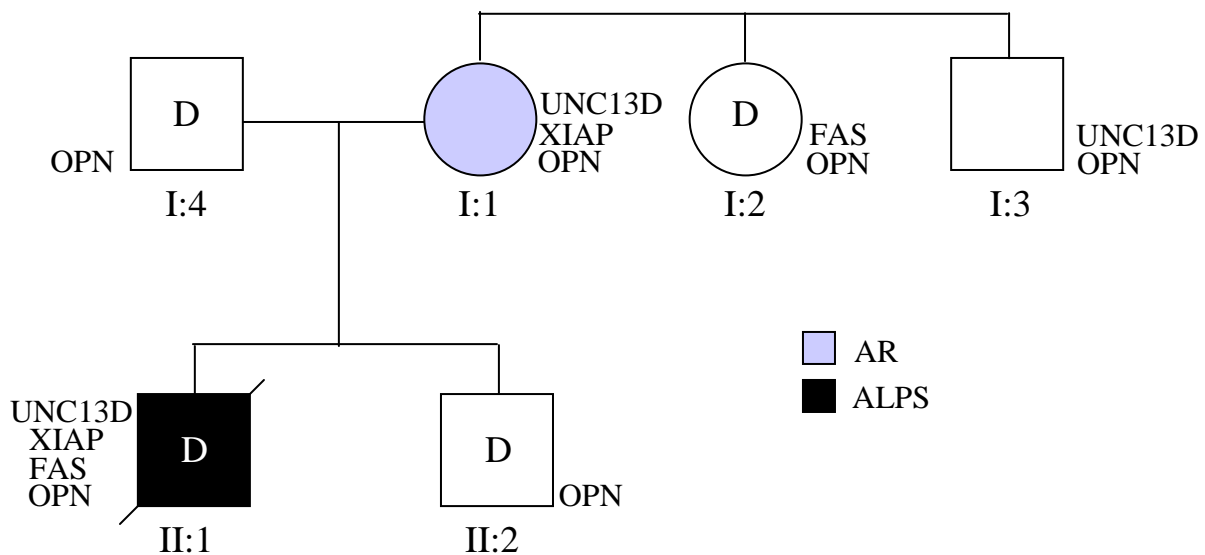 D
OPN
I:4
UNC13D
XIAP
OPN
I:1
D
FAS
OPN
I:2
UNC13D
OPN
I:3
AR
ALPS
UNC13D
XIAP
FAS
OPN
D
II:1
D
OPN
II:2